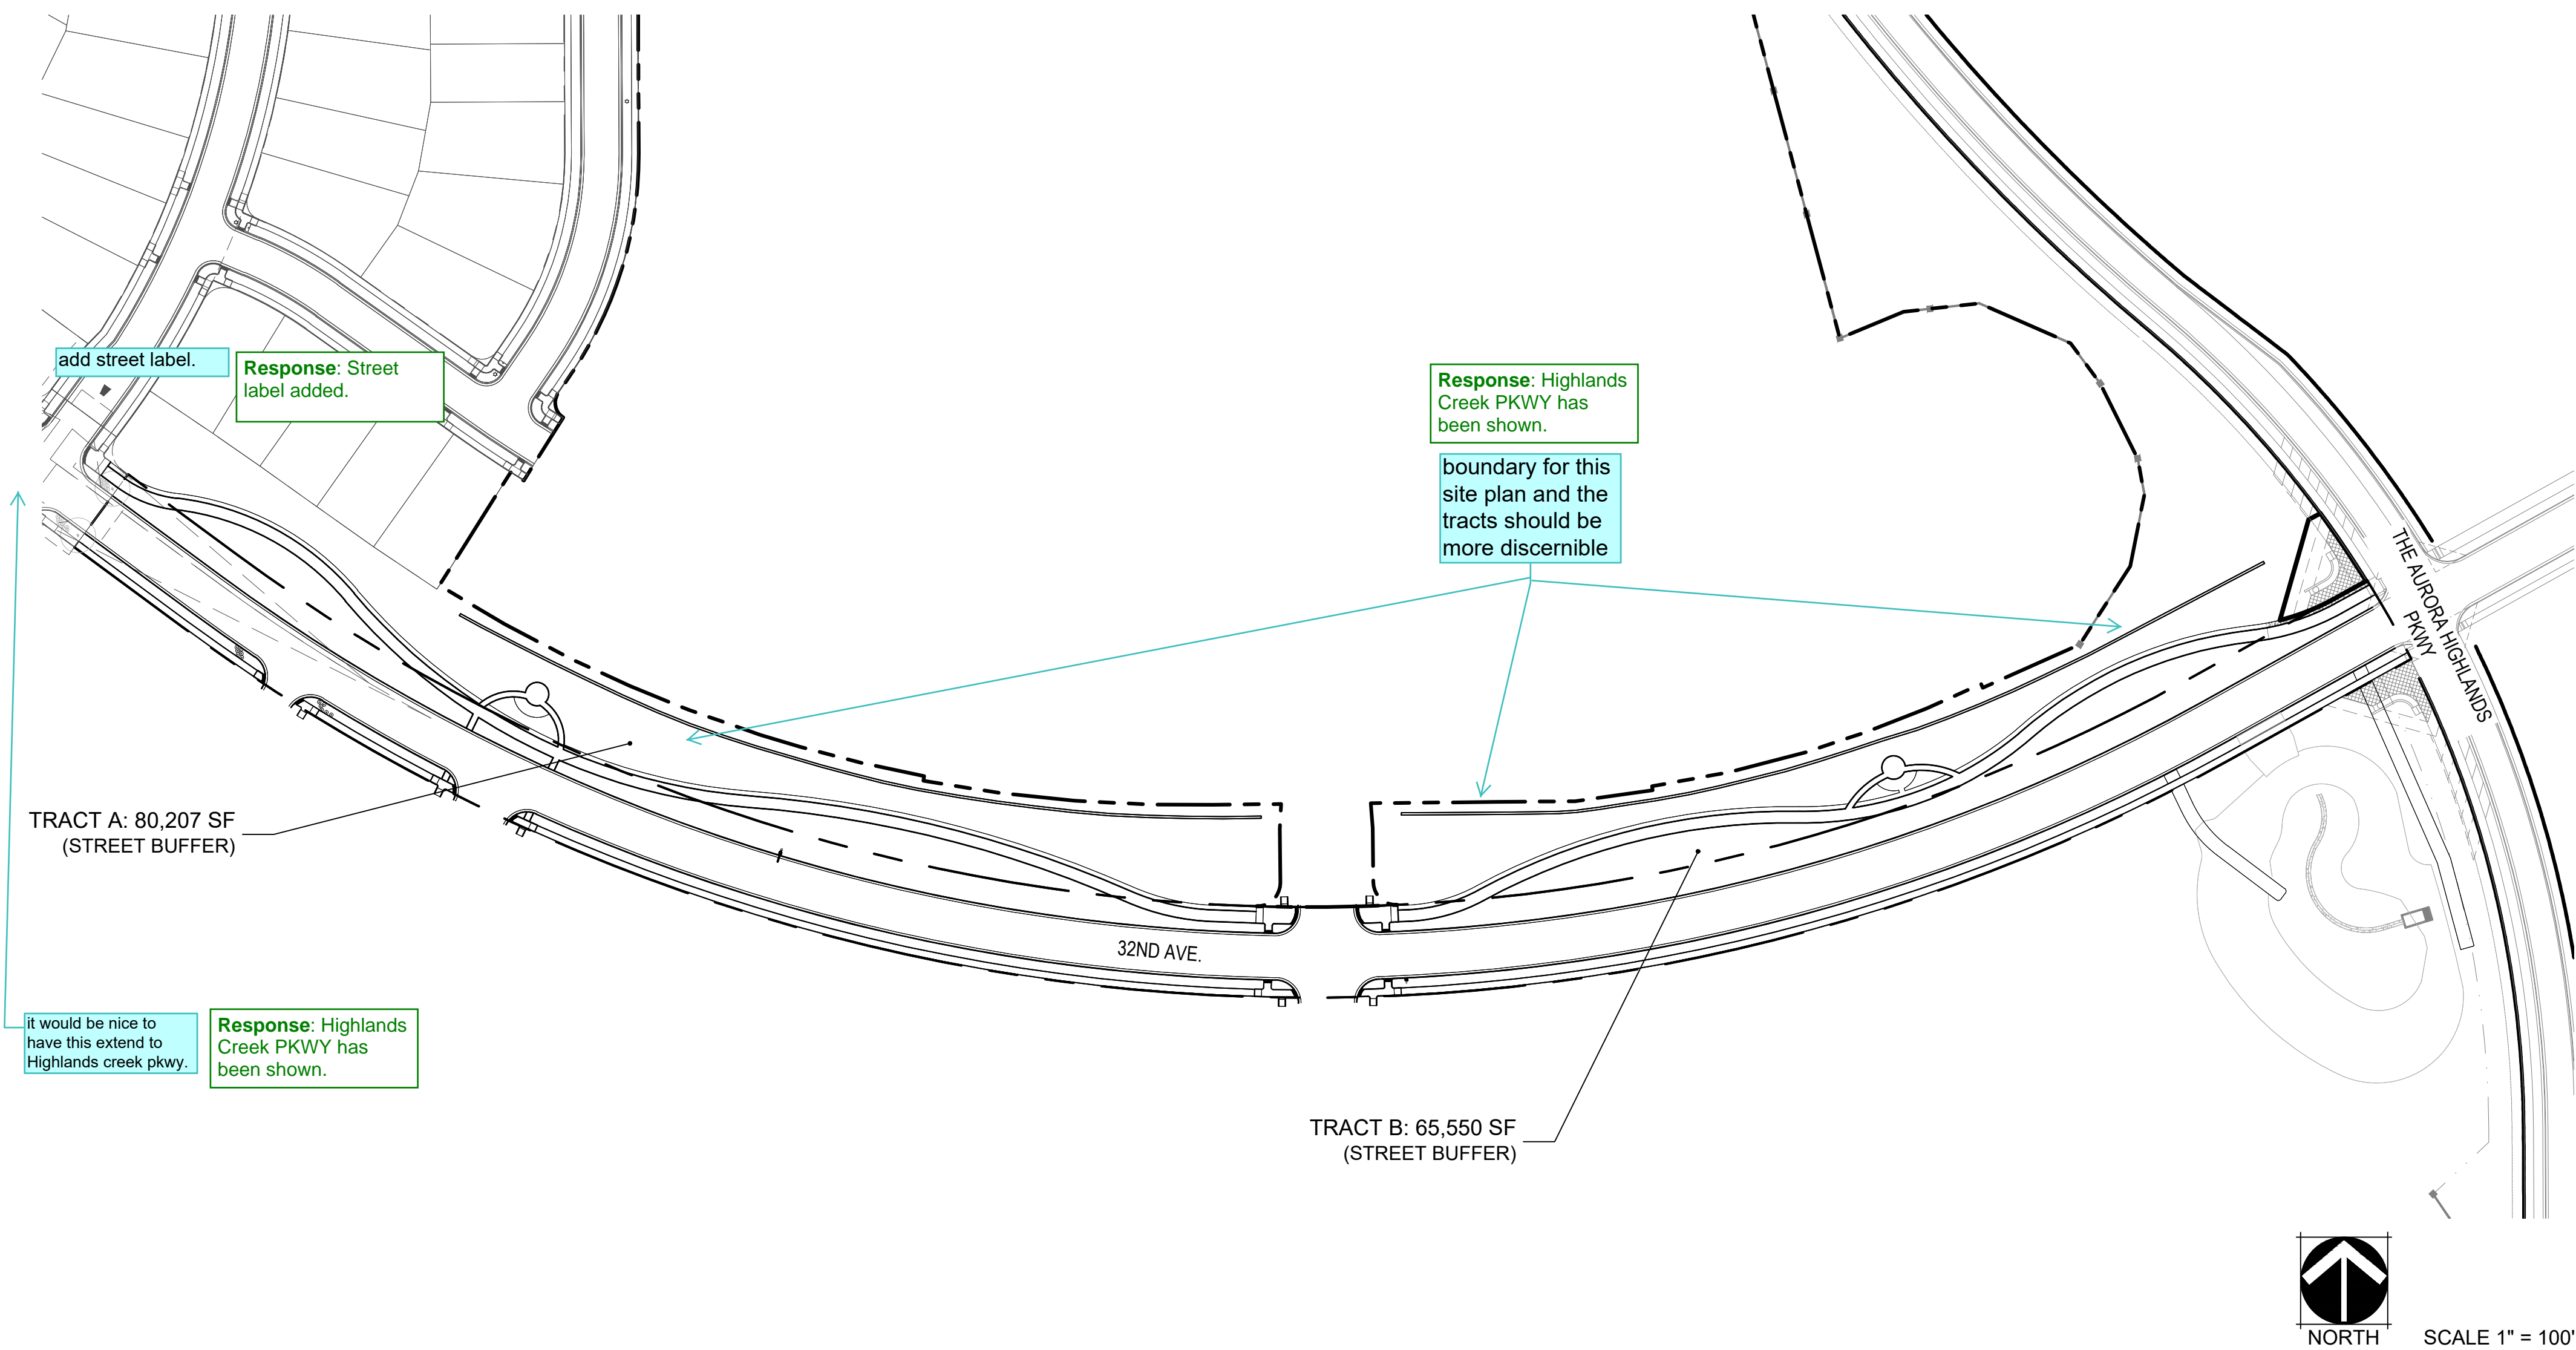 add street label.
Response: Street
label added.
Response: Highlands
Creek PKWY has
been shown.
boundary for this
site plan and the
tracts should be
more discernible
THE AURORA HIGHLANDS
PKWY
TRACT A: 80,207 SF
(STREET BUFFER)
32ND AVE.
it would be nice to
have this extend to
Highlands creek pkwy.
Response: Highlands
Creek PKWY has
been shown.
TRACT B: 65,550 SF
(STREET BUFFER)
NORTH
SCALE 1" = 100'